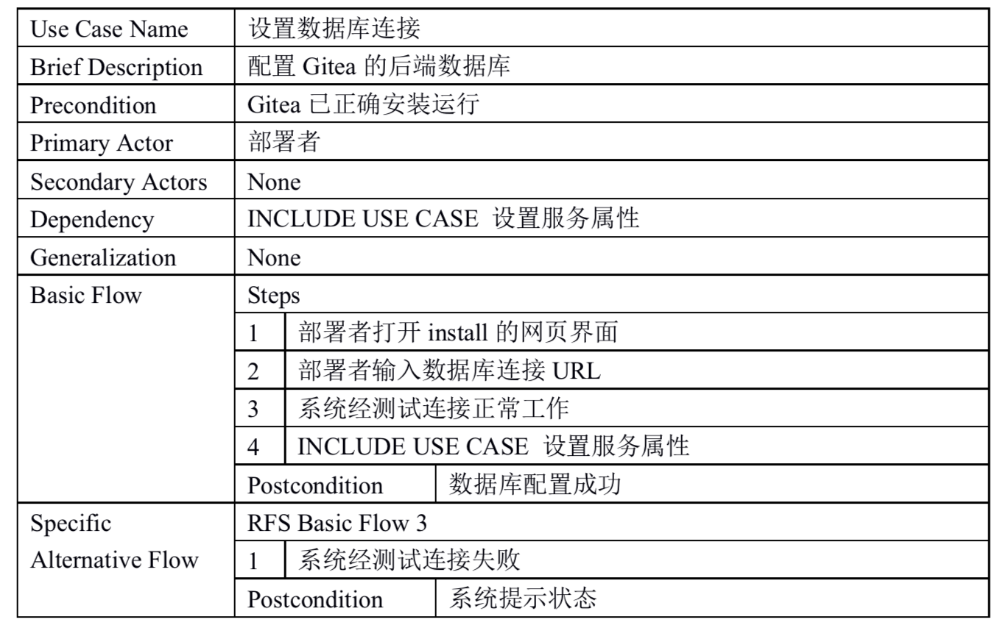 Use Case Name 设置数据库连接
Brief Description 配置 Gitea 的后端数据库
Precondition Gitea 已正确安装运行
Primary Actor 部署者
Secondary Actors None
Dependency INCLUDE USE CASE 设置服务属性
Generalization None
Basic Flow Steps
1 部署者打开 install 的网页界面
2 部署者输入数据库连接 URL
3 系统经测试连接正常工作
4 INCLUDE USE CASE 设置服务属性
Postcondition 数据库配置成功
Specific
Alternative Flow
RFS Basic Flow 3
1 系统经测试连接失败
Postcondition 系统提示状态